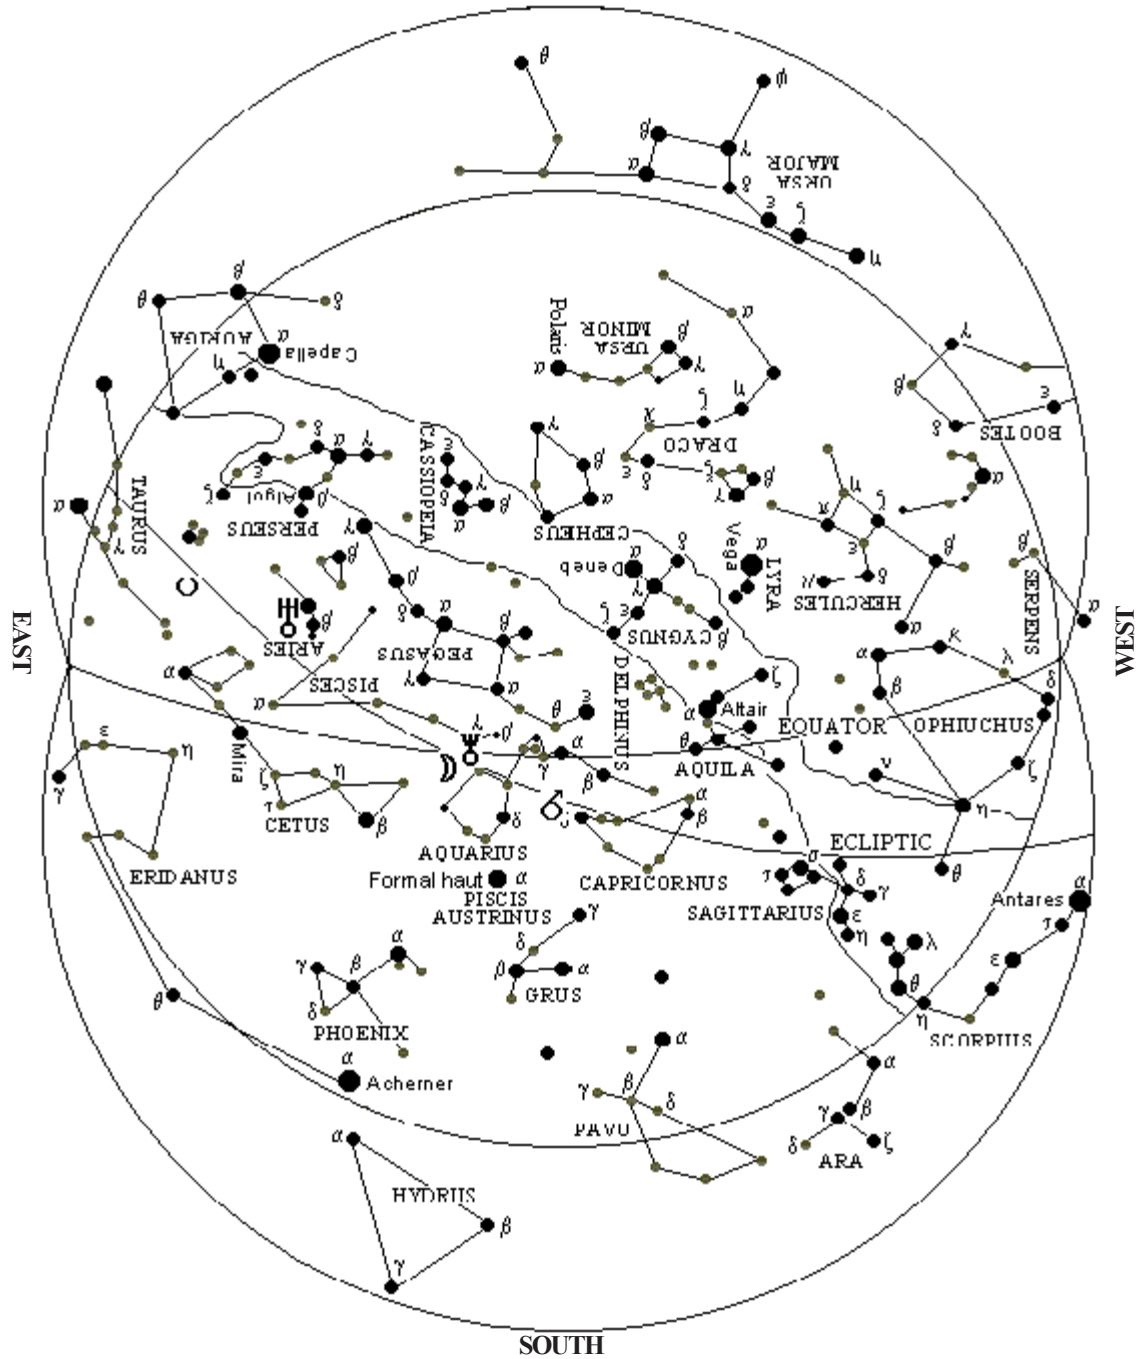 θ
φ
β
γ
α
URSA
MAJOR
δ
ε
ζ
η
β
θ
δ
α
AURIGA
Capella
η
Polaris
α
URSA
MINOR
β
γ
α
η
ζ
χ
DRACO
ε
δ
ξ
β
γ
γ
β
ε
δ
BOOTES
CASSIOPEIA
ε
δ
α
β
γ
β
α
CEPHEUS
δ
α
γ
ε
β
Algol
ζ
PERSEUS
TAURUS
α
γ
γ
β
δ
α
β
PEGASUS
γ
α
θ
ε
β
ARIES
α
PISCES
Deneb
α
δ
γ
ε
ζ
β
CYGNUS
Vega
α
LYRA
η
ζ
π
ε
δ
μ
β
α
HERCULES
α
β
SERPENS
α
EAST
WEST
DELPHINUS
ζ
α
Altair
θ
AQUILA
EQUATOR
κ
α
β
λ
δ
OPHIUCHUS
ν
ζ
η
θ
α
Mira
ζ
τ
η
β
CETUS
ε
η
γ
ERIDANUS
γ
α
γ
β
δ
AQUARIUS
α
β
CAPRICORNUS
ECLIPTIC
Formal haut
α
PISCIS
AUSTRINUS
σ
τ
δ
γ
ε
η
SAGITTARIUS
Antares
α
τ
ε
λ
θ
η
SCORPIUS
γ
δ
β
α
GRUS
α
β
γ
δ
PHOENIX
θ
α
Acherner
α
β
γ
δ
PAVO
α
β
γ
δ
ζ
ARA
α
HYDRUS
β
γ
SOUTH